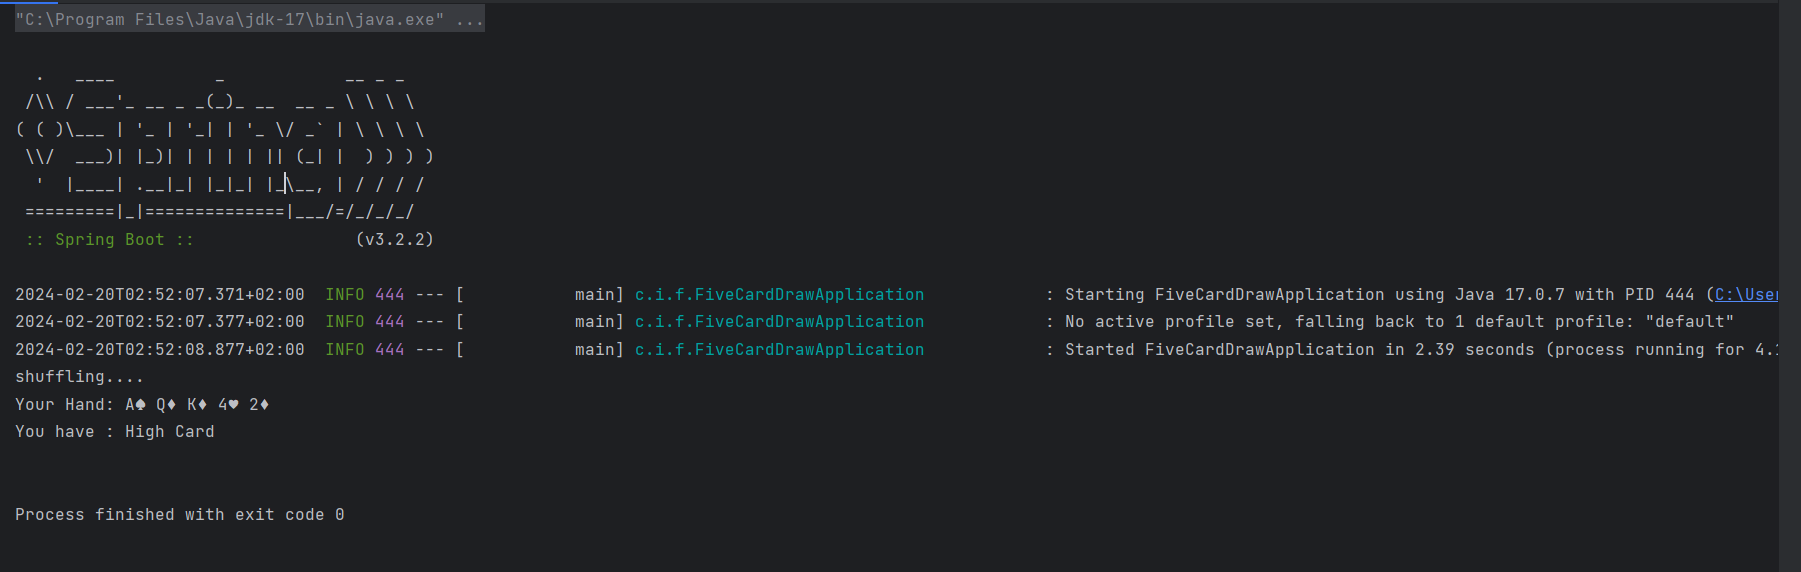 "C:\Program Files\Java\jdk-17\bin\java.exe" ...
  .   ____          _            __ _ _
 /\\ / ___'_ __ _ _(_)_ __  __ _ \ \ \ \
( ( )\___ | '_ | '_| | '_ \/ _` | \ \ \ \
 \\/  ___)| |_)| | | | | || (_| |  ) ) ) )
  '  |____| .__|_| |_|_| |_\__, | / / / /
 =========|_|==============|___/=/_/_/_/
 :: Spring Boot ::                (v3.2.2)
2024-02-20T02:52:07.371+02:00  INFO 444 --- [           main] c.i.f.FiveCardDrawApplication            : Starting FiveCardDrawApplication using Java 17.0.7 with PID 444 (C:\User
2024-02-20T02:52:07.377+02:00  INFO 444 --- [           main] c.i.f.FiveCardDrawApplication            : No active profile set, falling back to 1 default profile: "default"
2024-02-20T02:52:08.877+02:00  INFO 444 --- [           main] c.i.f.FiveCardDrawApplication            : Started FiveCardDrawApplication in 2.39 seconds (process running for 4.
shuffling....
Your Hand: A♠ Q♦ K♦ 4♥ 2♦
You have : High Card
Process finished with exit code 0